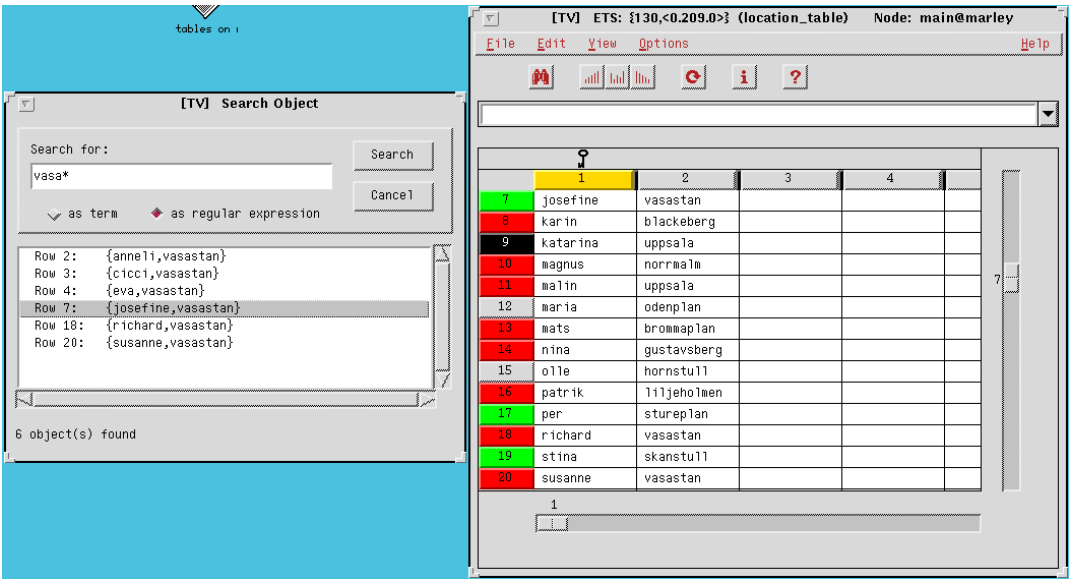 tables on
[TV] Search Object
Search for:
vasa*
Search
Cancel
as term as regular expression
Row 2: {anneli,vasastan}
Row 3: {cicci,vasastan}
Row 4: {eva,vasastan}
Row 7: {josefine,vasastan}
Row 18: {richard,vasastan}
Row 20: {susanne,vasastan}
6 object(s) found
[TV] ETS: {130,<0.209.0>} (location_table) Node: main@marley
File Edit View Options Help
i ?
1 2 3 4
7 josefine vasastan
8 karin blackeberg
9 katarina uppsala
10 magnus norrmalm
11 malin uppsala
12 maria odenplan
13 mats brommaplan
14 nina gustavsberg
15 olle hornstull
16 patrik liljeholmen
17 per stureplan
18 richard vasastan
19 stina skanstull
20 susanne vasastan
7
1